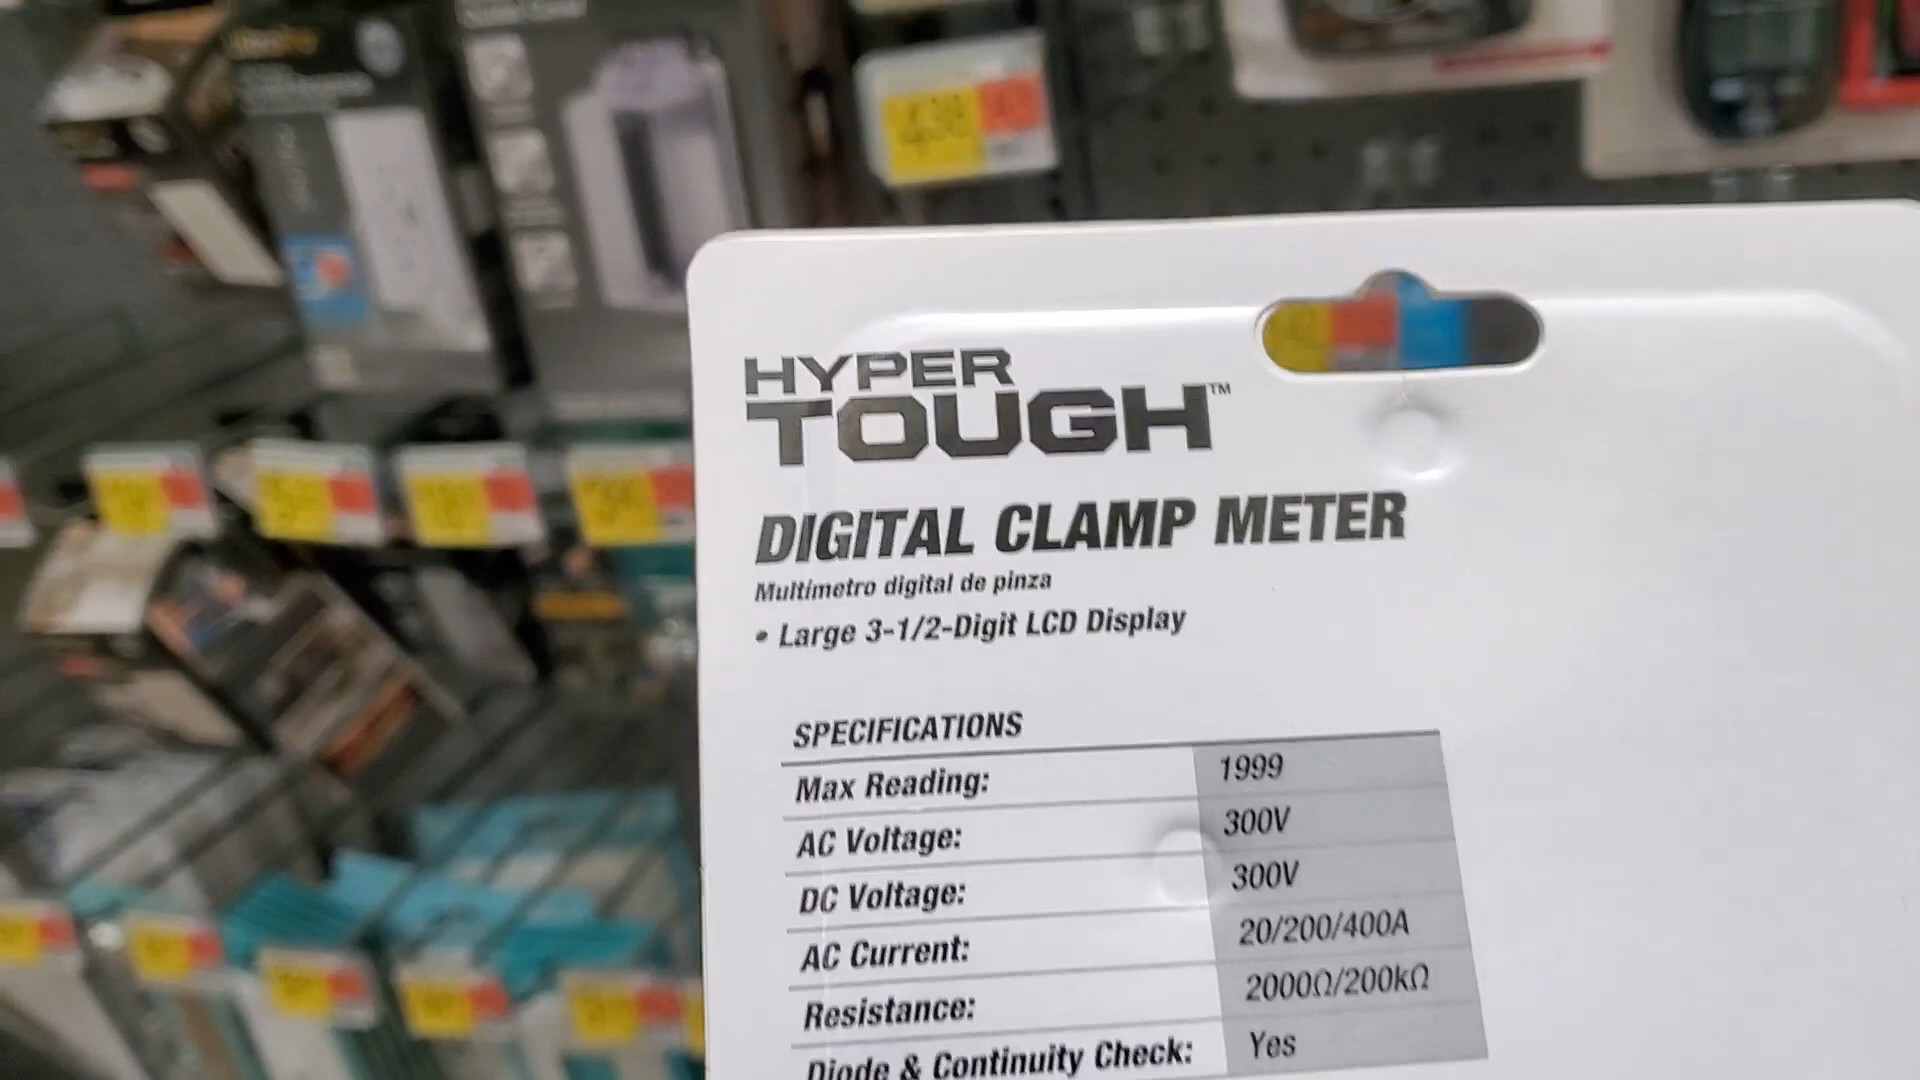 HYPER
TOUGH™
DIGITAL CLAMP METER
Multímetro digital de pinza
• Large 3-1/2-Digit LCD Display
SPECIFICATIONS
Max Reading: 1999
AC Voltage: 300V
DC Voltage: 300V
AC Current: 20/200/400A
Resistance: 2000Ω/200kΩ
Diode & Continuity Check: Yes